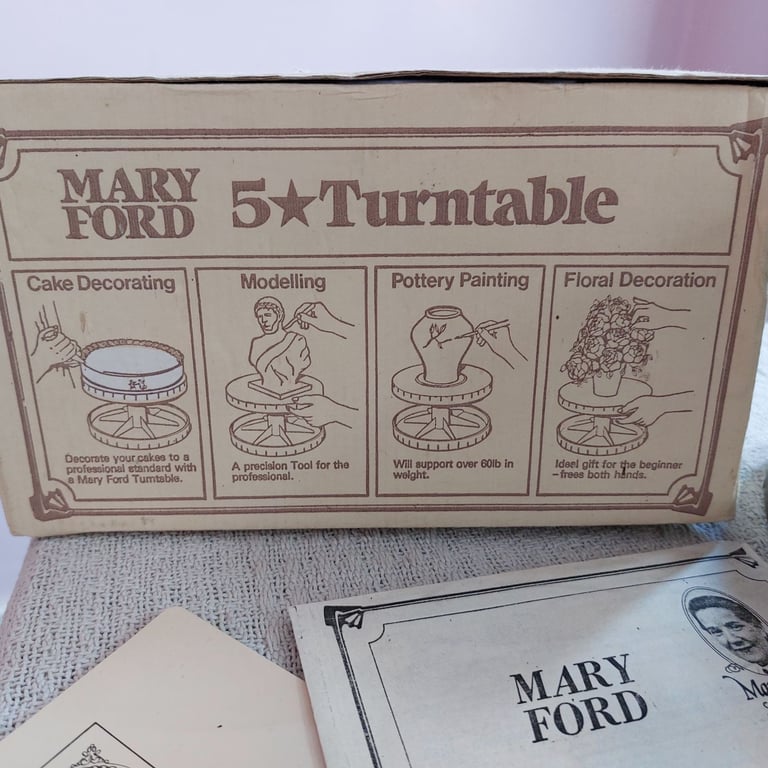 MARY
FORD
5★Turntable
Cake Decorating
Decorate your cakes to a
professional standard with
a Mary Ford Turntable.
Modelling
A precision Tool for the
professional.
Pottery Painting
Will support over 60lb in
weight.
Floral Decoration
Ideal gift for the beginner
–frees both hands.
MARY
FORD